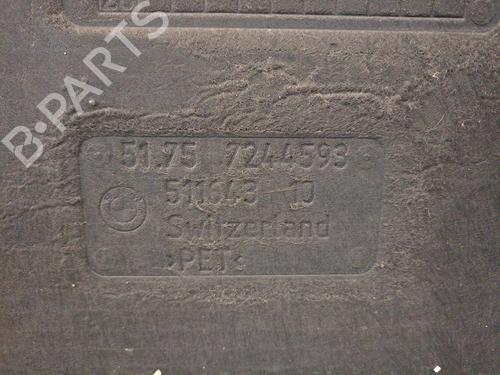 B-PARTS
51.75 7244593
511643 10
Switzerland
>PET<